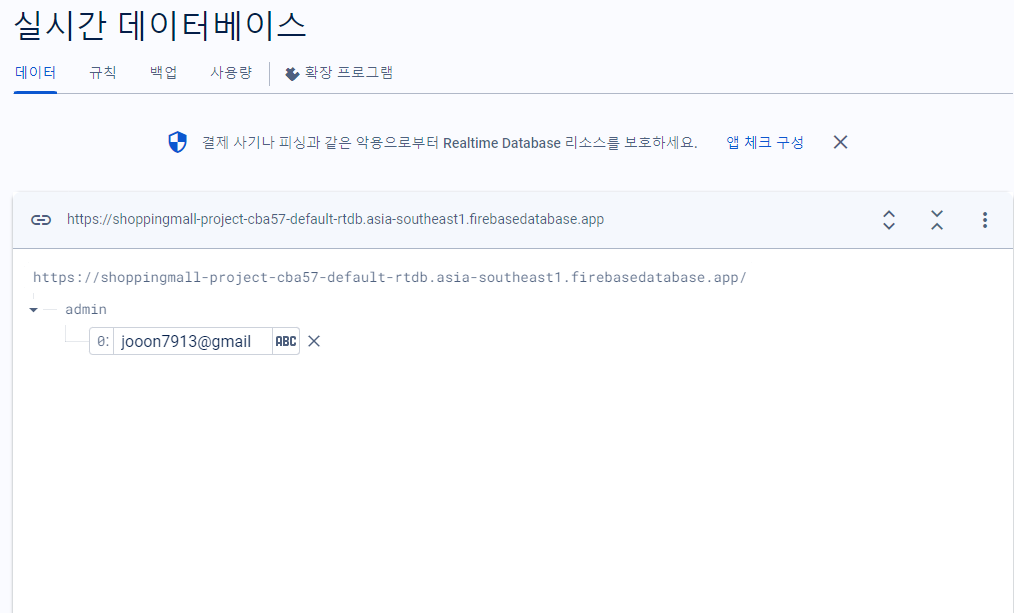 실시간 데이터베이스
데이터 규칙 백업 사용량 확장 프로그램
결제 사기나 피싱과 같은 악용으로부터 Realtime Database 리소스를 보호하세요. 앱 체크 구성
https://shoppingmall-project-cba57-default-rtdb.asia-southeast1.firebasedatabase.app
https://shoppingmall-project-cba57-default-rtdb.asia-southeast1.firebasedatabase.app/
admin
0: jooon7913@gmail ABC